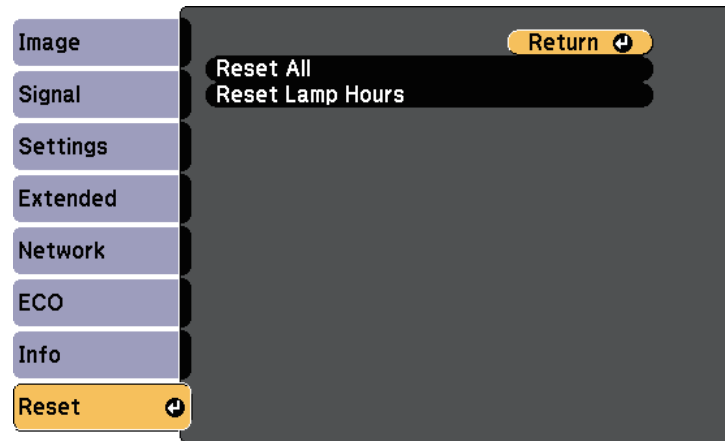 Image
Signal
Settings
Extended
Network
ECO
Info
Reset
Return
Reset All
Reset Lamp Hours